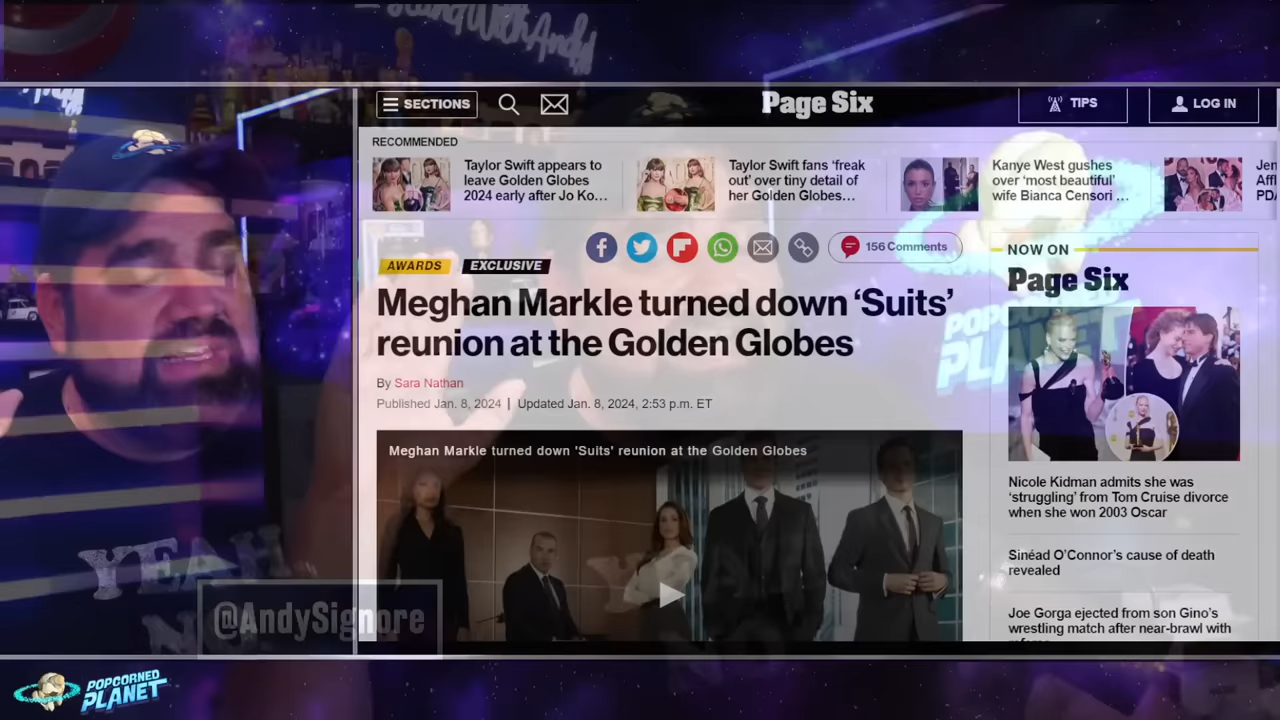 SECTIONS
Page Six
TIPS
LOG IN
RECOMMENDED
Taylor Swift appears to
leave Golden Globes
2024 early after Jo Ko…
Taylor Swift fans ‘freak
out’ over tiny detail of
her Golden Globes…
Kanye West gushes
over ‘most beautiful’
wife Bianca Censori …
156 Comments
AWARDS
EXCLUSIVE
Meghan Markle turned down ‘Suits’
reunion at the Golden Globes
By Sara Nathan
Published Jan. 8, 2024 | Updated Jan. 8, 2024, 2:53 p.m. ET
Meghan Markle turned down 'Suits' reunion at the Golden Globes
NOW ON
Page Six
Nicole Kidman admits she was
‘struggling’ from Tom Cruise divorce
when she won 2003 Oscar
Sinéad O’Connor’s cause of death
revealed
Joe Gorga ejected from son Gino’s
wrestling match after near-brawl with
POPCORNED
PLANET
YEAH
@AndySignore
POPCORNED
PLANET